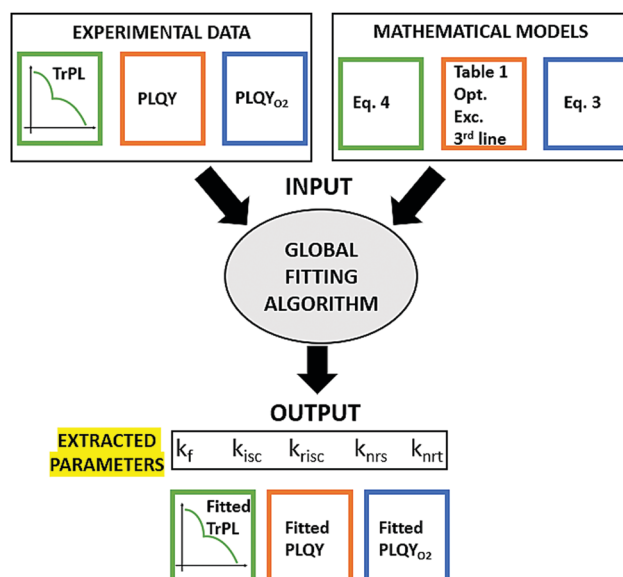 EXPERIMENTAL DATA
TrPL
PLQY
PLQYO2
MATHEMATICAL MODELS
Eq. 4
Table 1
Opt.
Exc.
3rd line
Eq. 3
INPUT
GLOBAL
FITTING
ALGORITHM
OUTPUT
EXTRACTED
PARAMETERS
kf kisc krisc knrs knrt
Fitted
TrPL
Fitted
PLQY
Fitted
PLQYO2